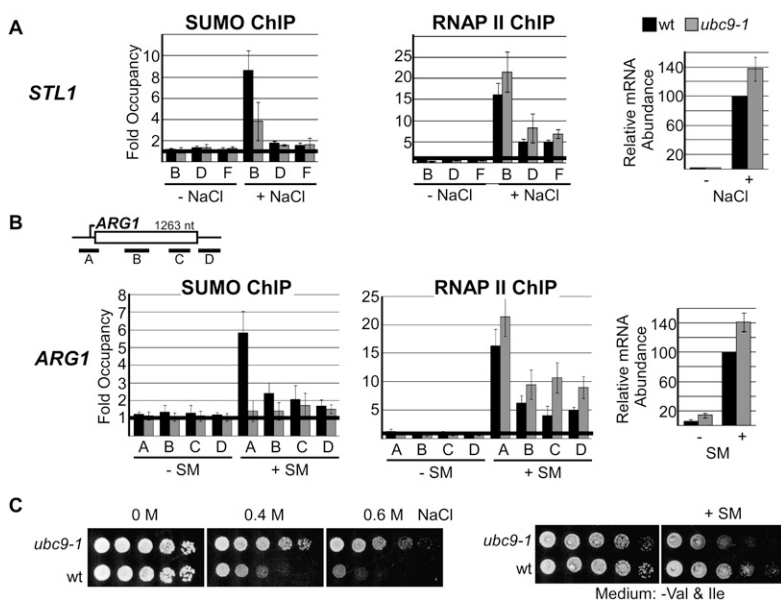 A
SUMO ChIP
RNAP II ChIP
wt ubc9-1
STL1
Fold Occupancy
10
8
6
4
2
B D F B D F
- NaCl + NaCl
25
20
15
10
5
B D F B D F
- NaCl + NaCl
Relative mRNA
Abundance
140
100
60
20
- +
NaCl
B
ARG1 1263 nt
A B C D
SUMO ChIP
RNAP II ChIP
ARG1
Fold Occupancy
8
7
6
5
4
3
2
1
A B C D A B C D
- SM + SM
25
20
15
10
5
A B C D A B C D
- SM + SM
Relative mRNA
Abundance
140
100
60
20
- +
SM
C
0 M 0.4 M 0.6 M NaCl
ubc9-1
wt
+ SM
ubc9-1
wt
Medium: -Val & Ile